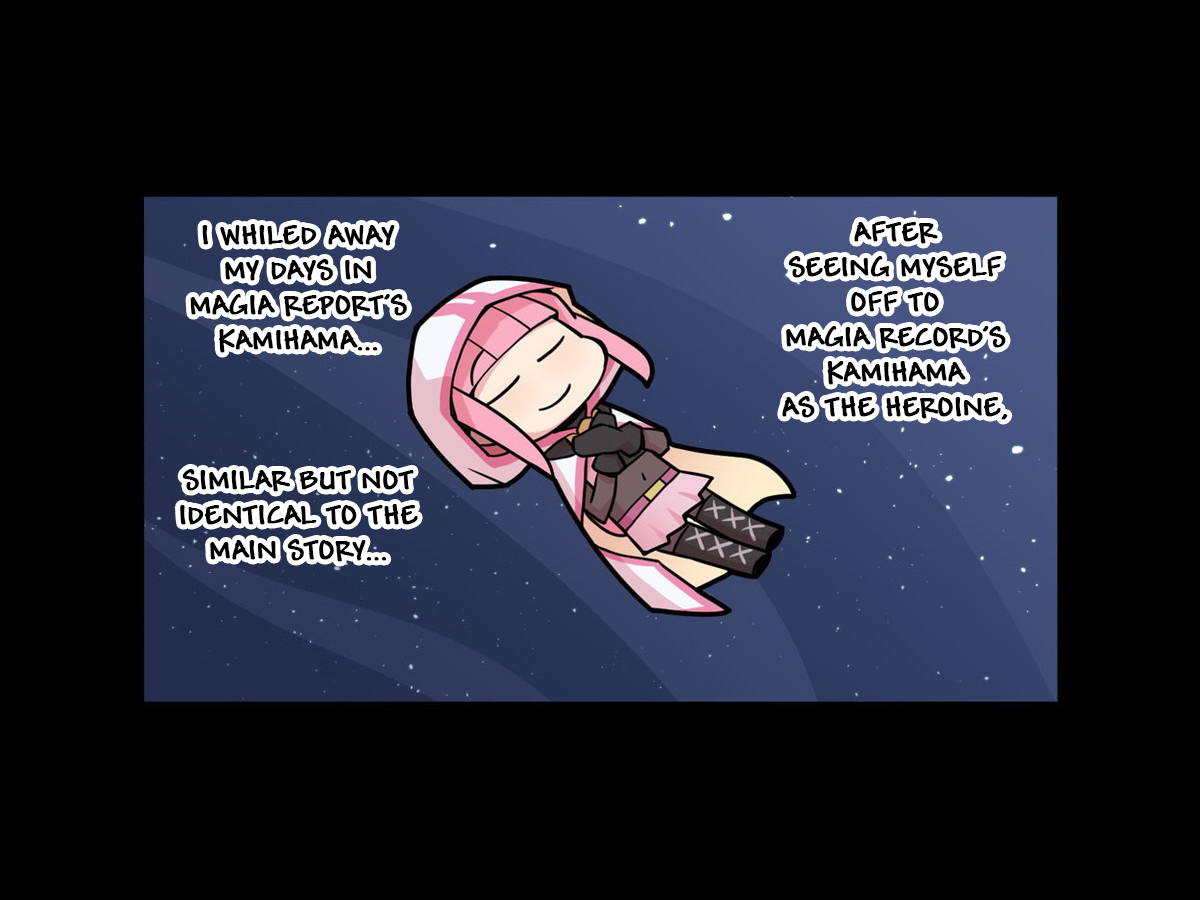 AFTER
SEEING MYSELF
OFF TO
MAGIA RECORD'S
KAMIHAMA
AS THE HEROINE,
I WHILED AWAY
MY DAYS IN
MAGIA REPORT'S
KAMIHAMA...
SIMILAR BUT NOT
IDENTICAL TO THE
MAIN STORY...